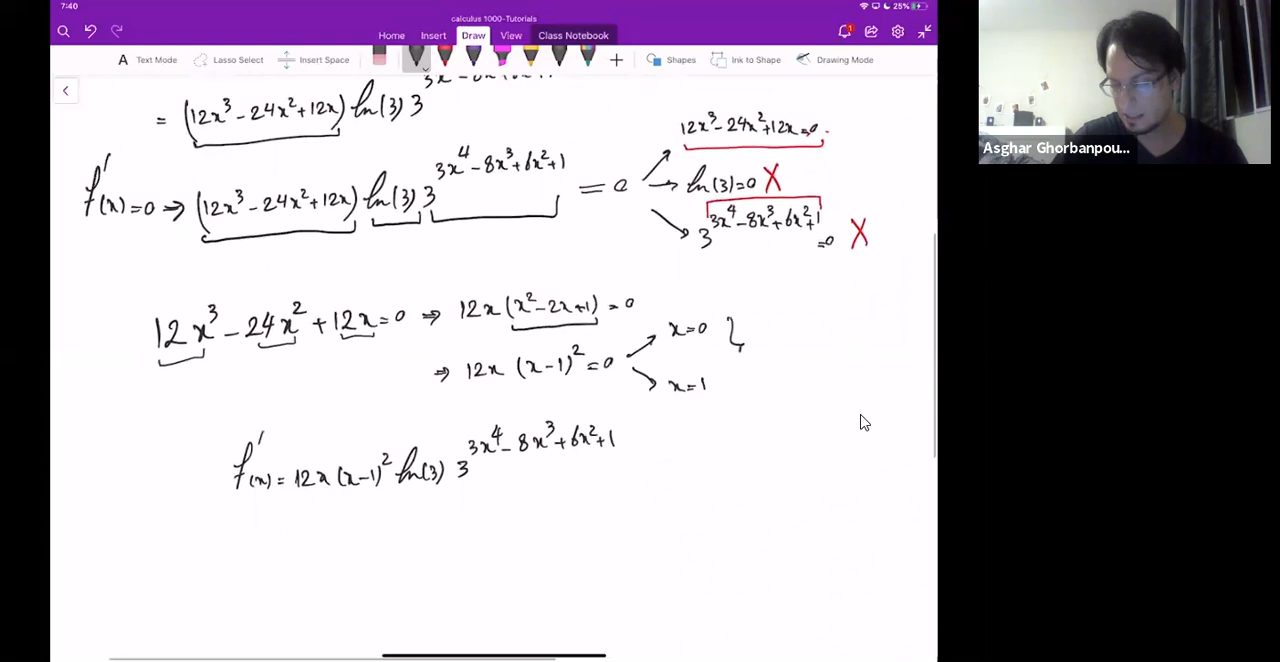 7:40
25%
calculus 1000-Tutorials
Home Insert Draw View Class Notebook
1
A Text Mode Lasso Select Insert Space Shapes Ink to Shape Drawing Mode
= (12x³ - 24x² + 12x) ln(3) 3
12x³ - 24x² + 12x = 0
f'(x) = 0 ⇒ (12x³ - 24x² + 12x) ln(3) 3^(3x⁴ - 8x³ + 6x² + 1) = 0
ln(3) = 0 X
3^(3x⁴ - 8x³ + 6x² + 1) = 0 X
12x³ - 24x² + 12x = 0 ⇒ 12x (x² - 2x + 1) = 0
⇒ 12x (x - 1)² = 0
x = 0
x = 1
f'(x) = 12x (x - 1)² ln(3) 3^(3x⁴ - 8x³ + 6x² + 1)
Asghar Ghorbanpou...